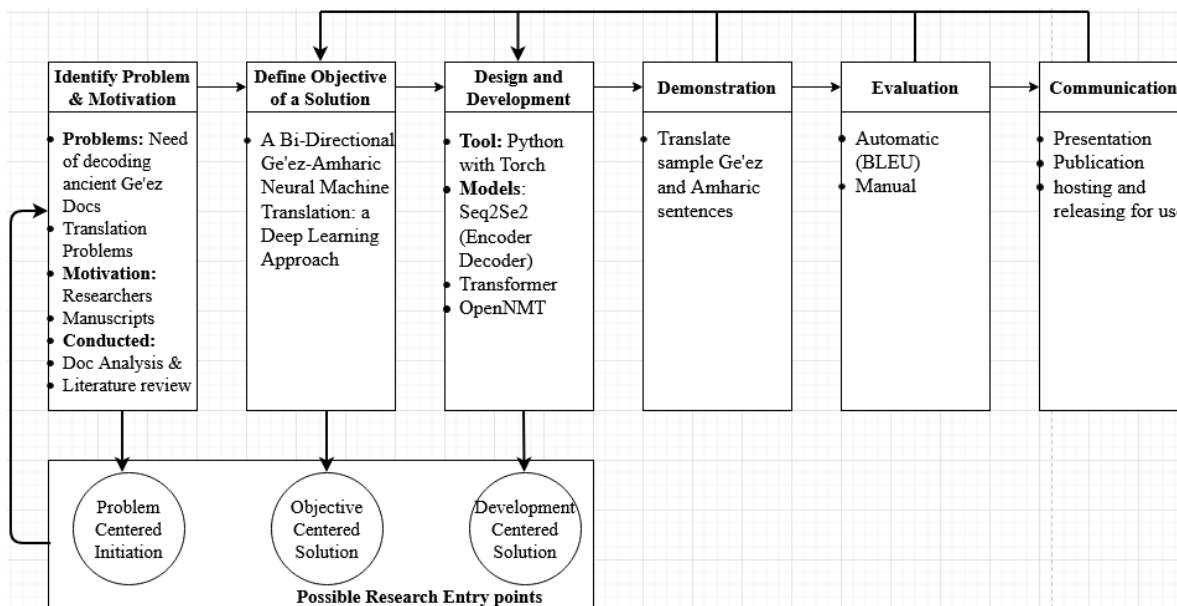 Identify Problem
& Motivation
Problems: Need
of decoding
ancient Ge'ez
Docs
Translation
Problems
Motivation:
Researchers
Manuscripts
Conducted:
Doc Analysis &
Literature review
Define Objective
of a Solution
A Bi-Directional
Ge'ez-Amharic
Neural Machine
Translation: a
Deep Learning
Approach
Design and
Development
Tool: Python
with Torch
Models:
Seq2Se2
(Encoder
Decoder)
Transformer
OpenNMT
Demonstration
Translate
sample Ge'ez
and Amharic
sentences
Evaluation
Automatic
(BLEU)
Manual
Communication
Presentation
Publication
hosting and
releasing for
Problem
Centered
Initiation
Objective
Centered
Solution
Development
Centered
Solution
Possible Research Entry points